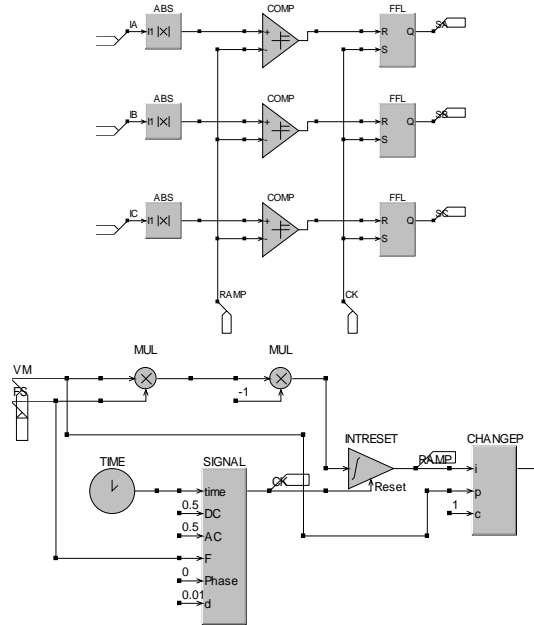 ABS COMP FFL
IA I1 |X| + - R Q SA
S
ABS COMP FFL
IB I1 |X| + - R Q SB
S
ABS COMP FFL
IC I1 |X| + - R Q SC
S
RAMP CK
MUL MUL
VM
FS
-1
INTRESET CHANGEP
TIME SIGNAL CK ∫ RAMP i
time Reset p
0.5 DC 1 c
0.5 AC
F
0 Phase
0.01 d